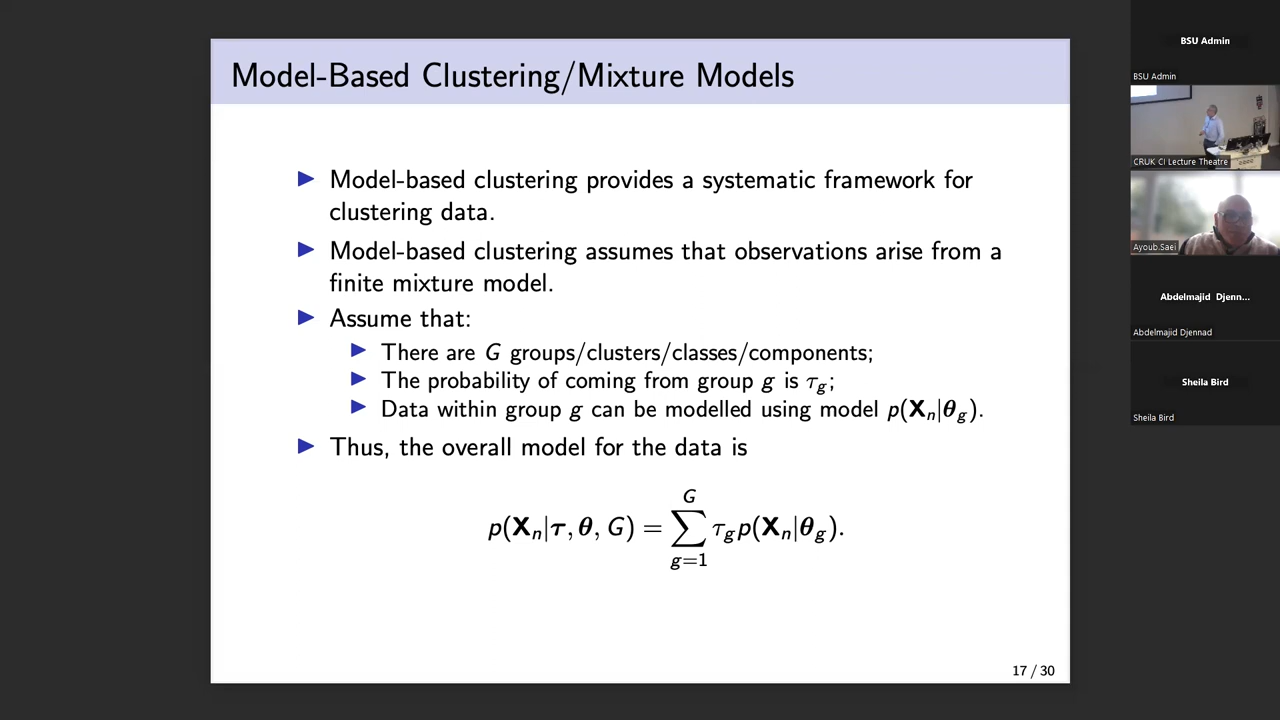 Model-Based Clustering/Mixture Models
▶ Model-based clustering provides a systematic framework for
clustering data.
▶ Model-based clustering assumes that observations arise from a
finite mixture model.
▶ Assume that:
▶ There are G groups/clusters/classes/components;
▶ The probability of coming from group g is τ_g;
▶ Data within group g can be modelled using model p(X_n|θ_g).
▶ Thus, the overall model for the data is
p(X_n|τ, θ, G) = ∑_{g=1}^{G} τ_g p(X_n|θ_g).
17 / 30
BSU Admin
BSU Admin
CRUK CI Lecture Theatre
Ayoub.Saei
Abdelmajid Djenn...
Abdelmajid Djennad
Sheila Bird
Sheila Bird